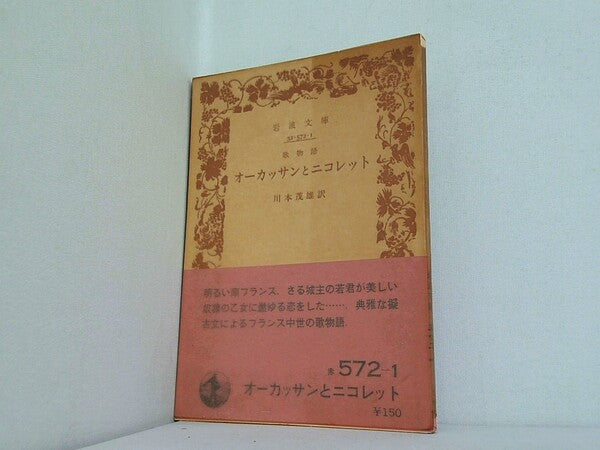 岩波文庫
32-572-1
歌物語
オーカッサンとニコレット
川本茂雄訳
明るい南フランス、さる城主の若君が美しい
奴隷の乙女に燃ゆる恋をした……。典雅な擬
古文によるフランス中世の歌物語.
赤 572-1
オーカッサンとニコレット
￥150